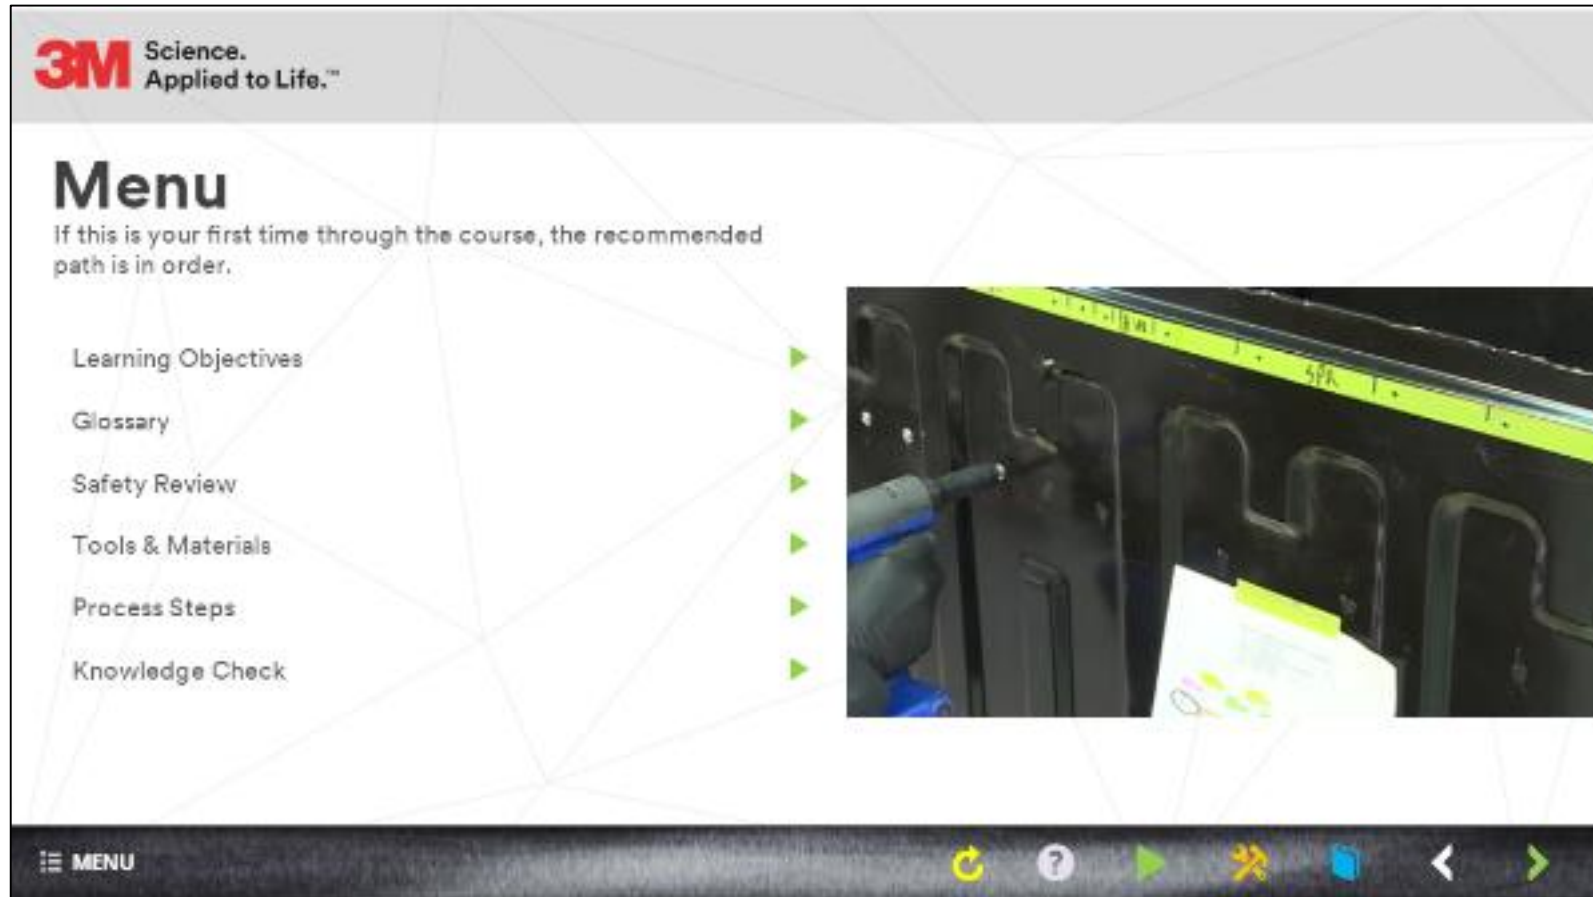 3M Science.
Applied to Life.™
Menu
If this is your first time through the course, the recommended
path is in order.
Learning Objectives
Glossary
Safety Review
Tools & Materials
Process Steps
Knowledge Check
SPR
?
MENU